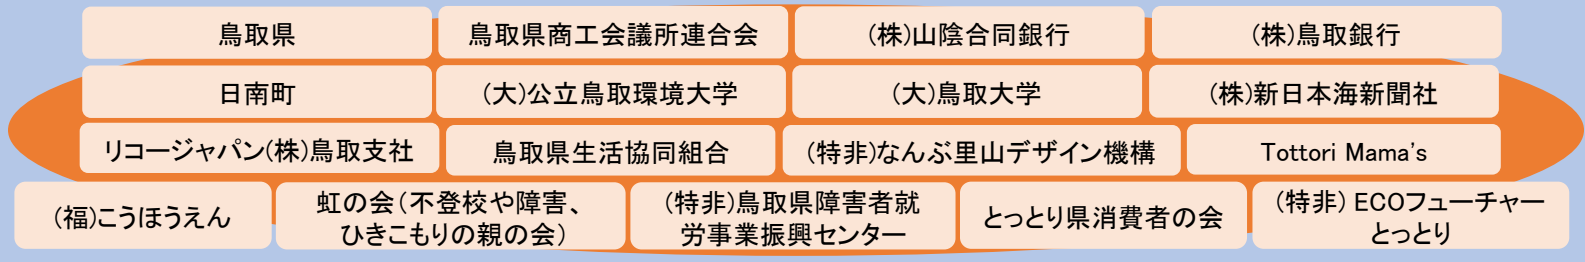 鳥取県
鳥取県商工会議所連合会
(株)山陰合同銀行
(株)鳥取銀行
日南町
(大)公立鳥取環境大学
(大)鳥取大学
(株)新日本海新聞社
リコージャパン(株)鳥取支社
鳥取県生活協同組合
(特非)なんぶ里山デザイン機構
Tottori Mama's
(福)こうほうえん
虹の会(不登校や障害、
ひきこもりの親の会)
(特非)鳥取県障害者就
労事業振興センター
とっとり県消費者の会
(特非) ECOフューチャー
とっとり